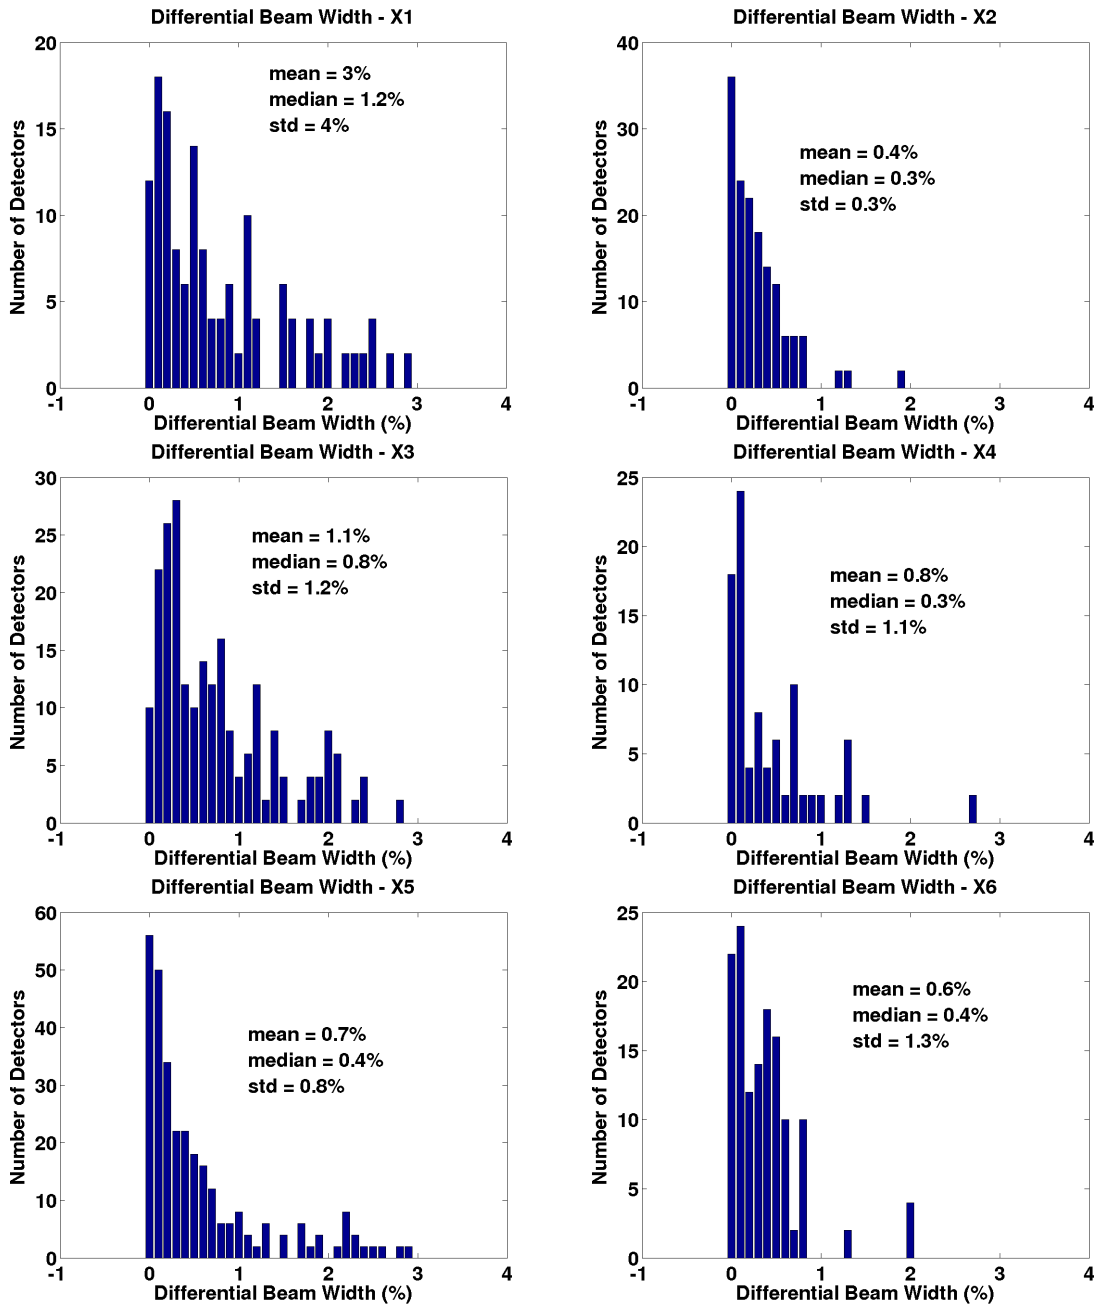 Differential Beam Width - X1
20
15
10
5
0
mean = 3%
median = 1.2%
std = 4%
Number of Detectors
-1 0 1 2 3 4
Differential Beam Width (%)
Differential Beam Width - X2
40
30
20
10
0
mean = 0.4%
median = 0.3%
std = 0.3%
Number of Detectors
-1 0 1 2 3 4
Differential Beam Width (%)
Differential Beam Width - X3
30
25
20
15
10
5
0
mean = 1.1%
median = 0.8%
std = 1.2%
Number of Detectors
-1 0 1 2 3 4
Differential Beam Width (%)
Differential Beam Width - X4
25
20
15
10
5
0
mean = 0.8%
median = 0.3%
std = 1.1%
Number of Detectors
-1 0 1 2 3 4
Differential Beam Width (%)
Differential Beam Width - X5
60
50
40
30
20
10
0
mean = 0.7%
median = 0.4%
std = 0.8%
Number of Detectors
-1 0 1 2 3 4
Differential Beam Width (%)
Differential Beam Width - X6
25
20
15
10
5
0
mean = 0.6%
median = 0.4%
std = 1.3%
Number of Detectors
-1 0 1 2 3 4
Differential Beam Width (%)